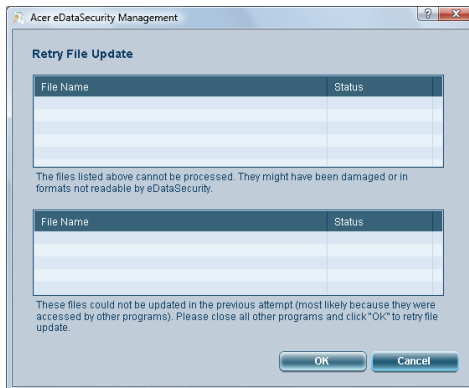 Acer eDataSecurity Management
Retry File Update
File Name Status
The files listed above cannot be processed. They might have been damaged or in
formats not readable by eDataSecurity.
File Name Status
These files could not be updated in the previous attempt (most likely because they were
accessed by other programs). Please close all other programs and click "OK" to retry file
update.
OK Cancel